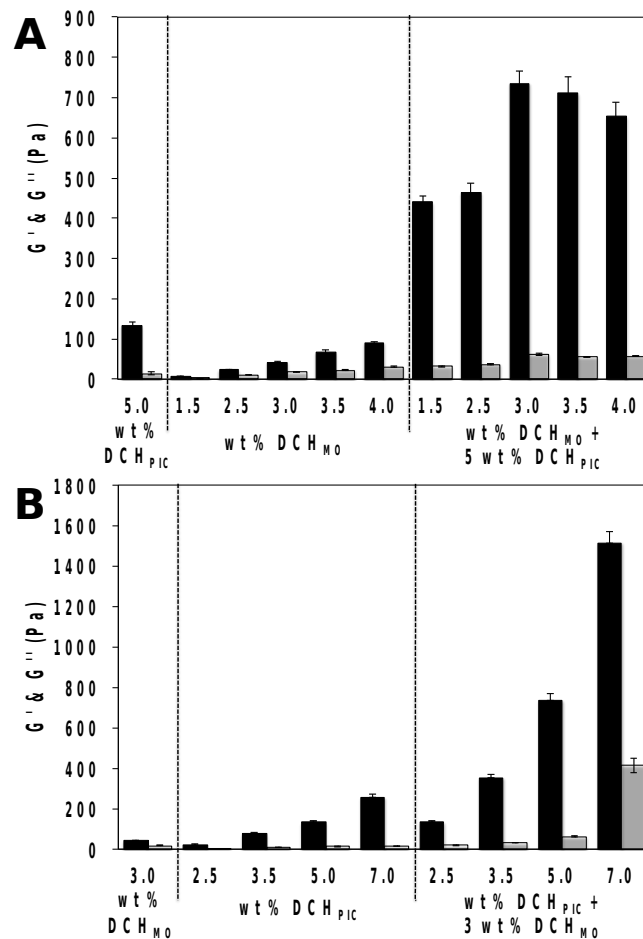 A
900
800
700
600
500
400
300
200
100
0
G' & G'' (Pa)
5.0 1.5 2.5 3.0 3.5 4.0 1.5 2.5 3.0 3.5 4.0
wt% DCH_PIC
wt% DCH_MO
wt% DCH_MO +
5 wt% DCH_PIC
B
1800
1600
1400
1200
1000
800
600
400
200
0
G' & G'' (Pa)
3.0 2.5 3.5 5.0 7.0 2.5 3.5 5.0 7.0
wt%
DCH_MO
wt% DCH_PIC
wt% DCH_PIC +
3 wt% DCH_MO